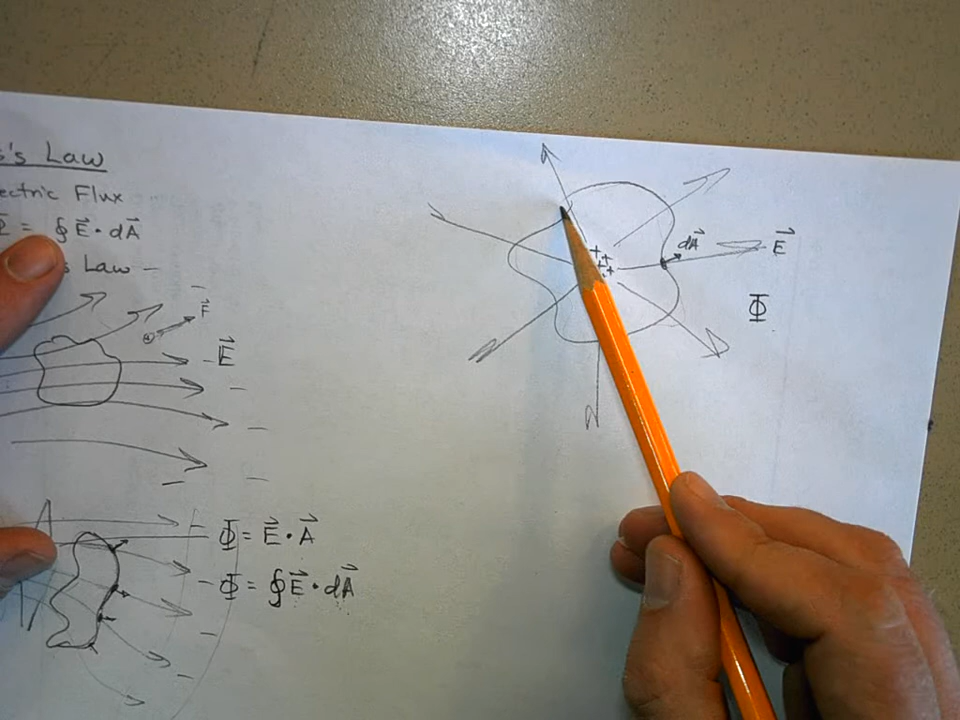 s's Law
ectric Flux
Φ = ∮E⃗·dA⃗
s Law –
F⃗
E⃗
Φ = E⃗·A⃗
Φ = ∮E⃗·dA⃗
dA⃗
E⃗
Φ